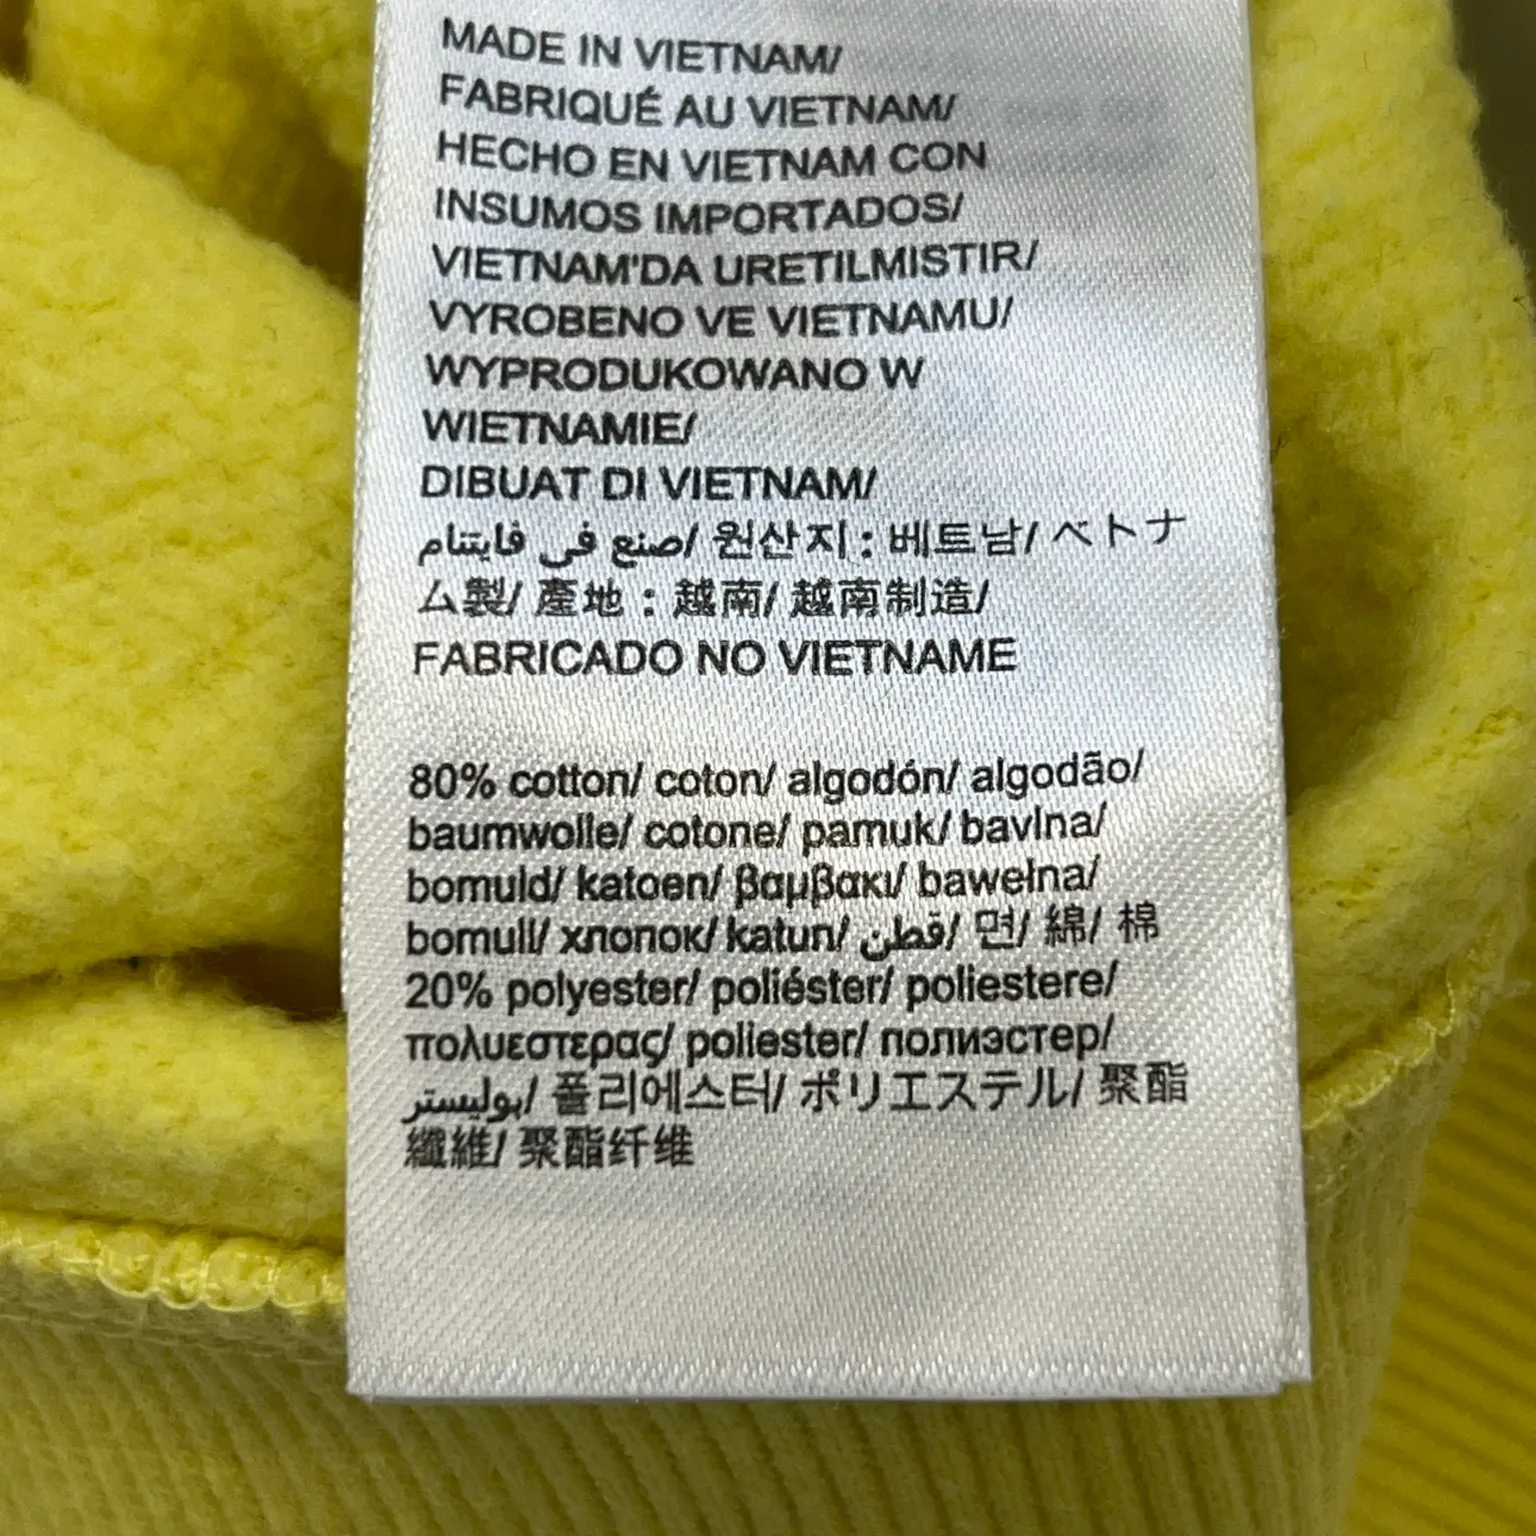 MADE IN VIETNAM/
FABRIQUÉ AU VIETNAM/
HECHO EN VIETNAM CON
INSUMOS IMPORTADOS/
VIETNAM'DA URETILMISTIR/
VYROBENO VE VIETNAMU/
WYPRODUKOWANO W
WIETNAMIE/
DIBUAT DI VIETNAM/
صنع في فايتنام/ 원산지 : 베트남/ ベトナ
ム製/ 產地 : 越南/ 越南制造/
FABRICADO NO VIETNAME
80% cotton/ coton/ algodón/ algodão/
baumwolle/ cotone/ pamuk/ bavlna/
bomuld/ katoen/ βαμβακι/ bawełna/
bomull/ хлопок/ katun/ قطن/ 면/ 綿/ 棉
20% polyester/ poliéster/ poliestere/
πολυεστερας/ poliester/ полиэстер/
بوليستر/ 폴리에스터/ ポリエステル/ 聚酯
纖維/ 聚酯纤维